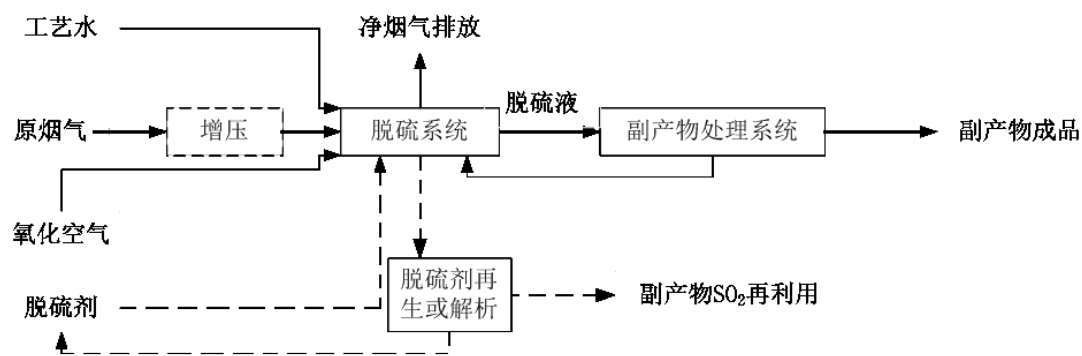 工艺水
净烟气排放
脱硫液
原烟气
增压
脱硫系统
副产物处理系统
副产物成品
氧化空气
脱硫剂再
生或解析
脱硫剂
副产物SO₂再利用